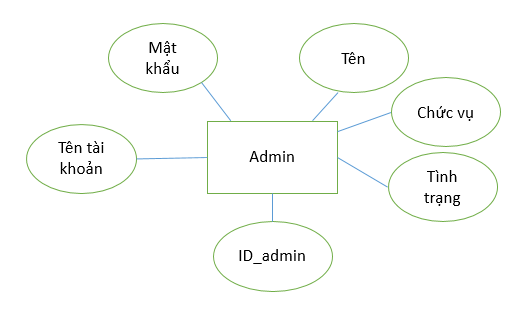 Mật
khẩu
Tên
Chức vụ
Admin
Tên tài
khoản
Tình
trạng
ID_admin